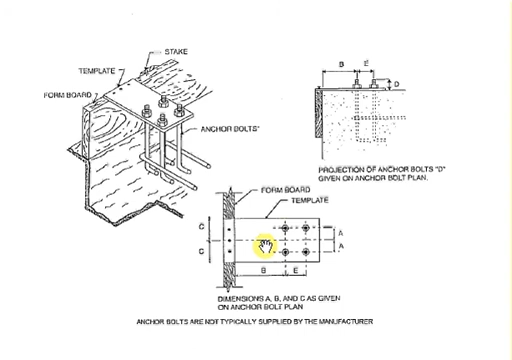 STAKE
TEMPLATE
FORM BOARD
ANCHOR BOLTS*
B E
D
PROJECTION OF ANCHOR BOLTS "D"
GIVEN ON ANCHOR BOLT PLAN.
FORM BOARD
TEMPLATE
C
A
C
A
B E
DIMENSIONS A, B, AND C AS GIVEN
ON ANCHOR BOLT PLAN
ANCHOR BOLTS ARE NOT TYPICALLY SUPPLIED BY THE MANUFACTURER